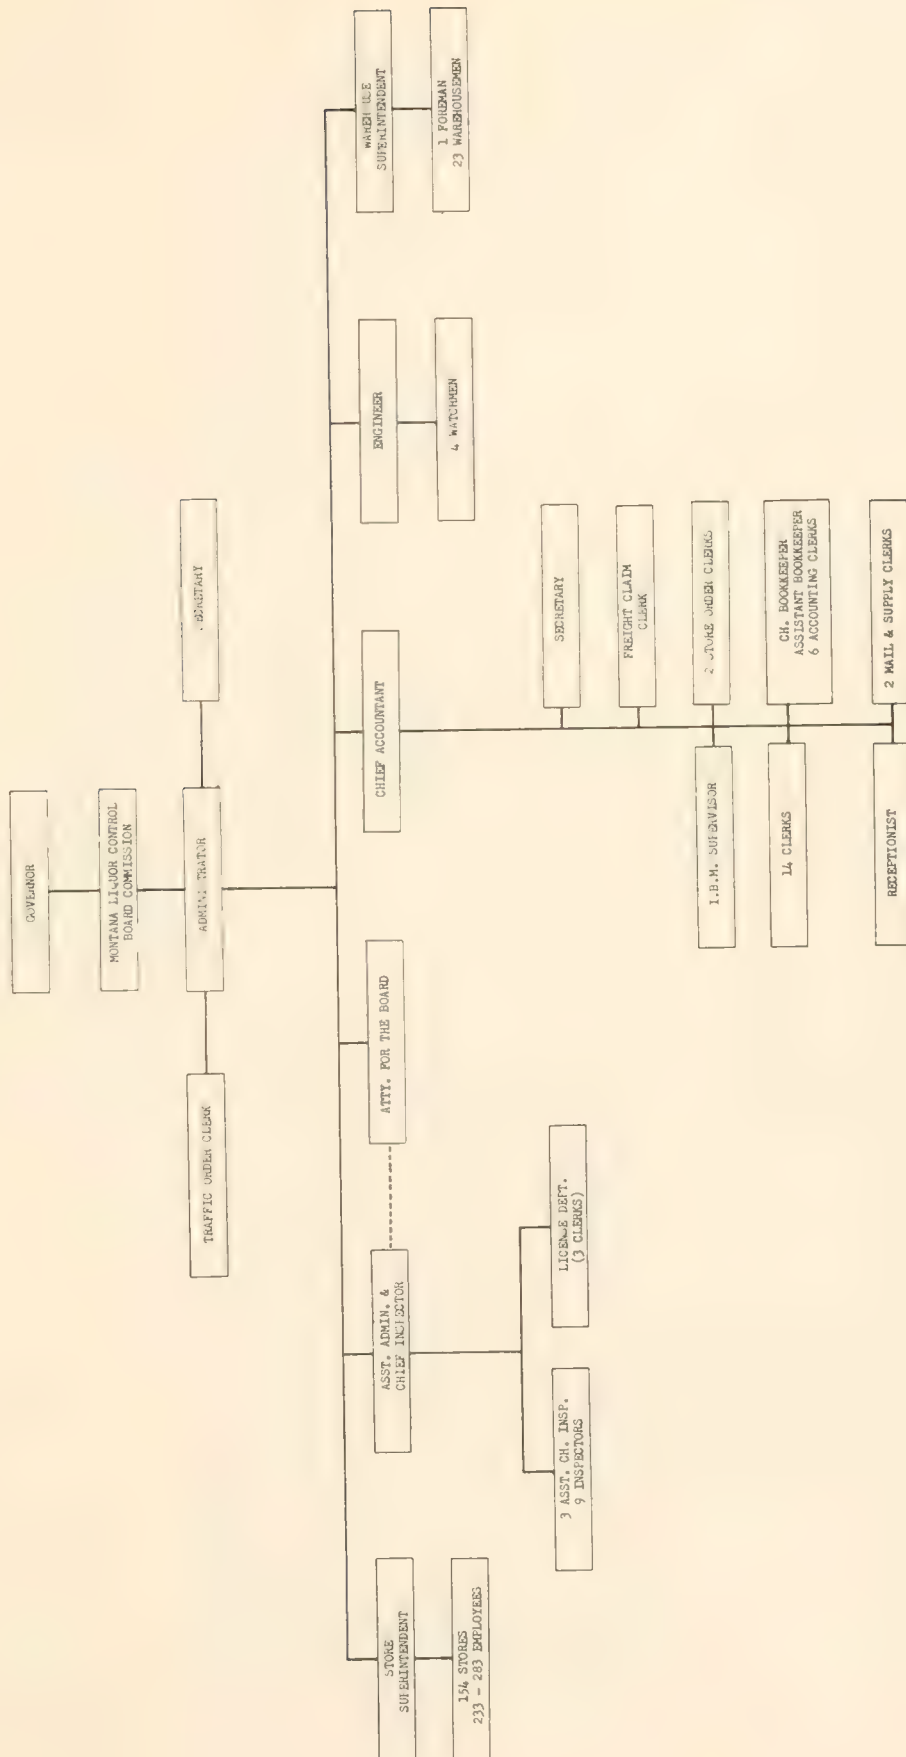 GOVERNOR
MONTANA LIQUOR CONTROL
BOARD COMMISSION
TRAFFIC ORDER CLERK
STORE
SUPERINTENDENT
154 STORES
233 - 283 EMPLOYEES
ASST. ADMIN. &
CHIEF INSPECTOR
3 ASST. CH. INSP.
9 INSPECTORS
LICENSE DEPT.
(3 CLERKS)
ATTY. FOR THE BOARD
CHIEF ACCOUNTANT
SECRETARY
FREIGHT CLAIM
CLERK
I.B.M. SUPERVISOR
2 STORE ORDER CLERKS
14 CLERKS
CH. BOOKKEEPER
ASSISTANT BOOKKEEPER
6 ACCOUNTING CLERKS
RECEPTIONIST
2 MAIL & SUPPLY CLERKS
ENGINEER
4 WATCHMEN
SUPERINTENDENT
1 FOREMAN
23 WAREHOUSEMEN